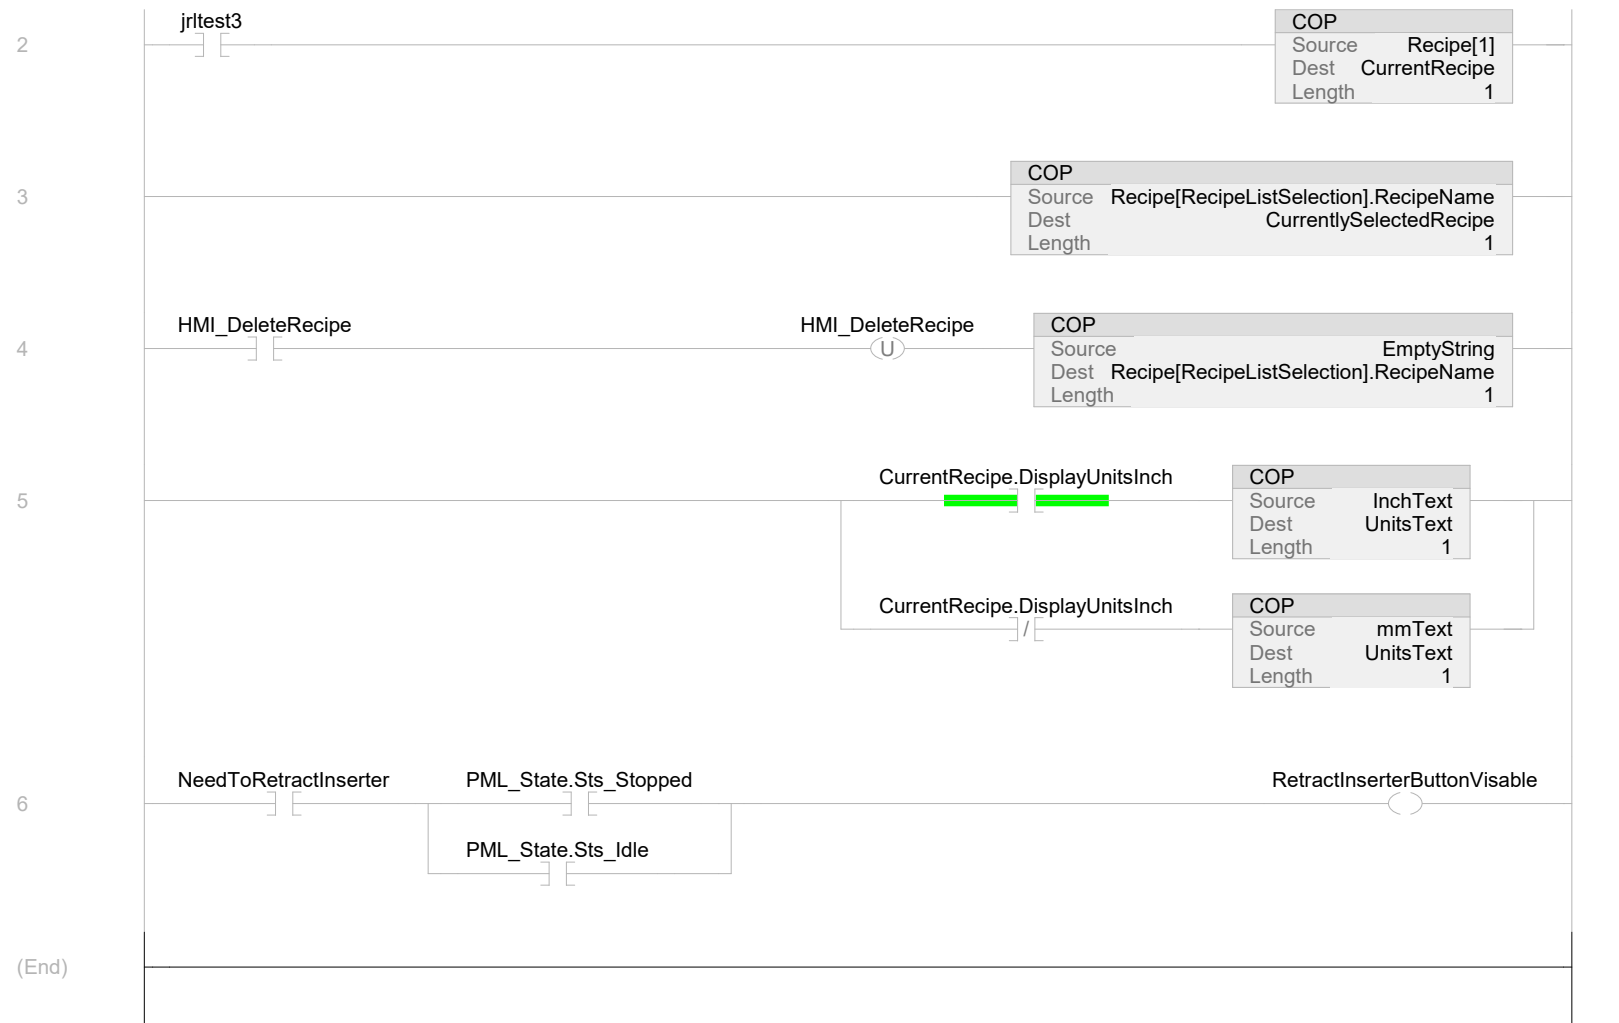 jrltest3
2
COP
Source Recipe[1]
Dest CurrentRecipe
Length 1
3
COP
Source Recipe[RecipeListSelection].RecipeName
Dest CurrentlySelectedRecipe
Length 1
HMI_DeleteRecipe
HMI_DeleteRecipe
4
U
COP
Source EmptyString
Dest Recipe[RecipeListSelection].RecipeName
Length 1
CurrentRecipe.DisplayUnitsInch
5
COP
Source InchText
Dest UnitsText
Length 1
CurrentRecipe.DisplayUnitsInch
/
COP
Source mmText
Dest UnitsText
Length 1
NeedToRetractInserter
PML_State.Sts_Stopped
RetractInserterButtonVisable
6
PML_State.Sts_Idle
(End)